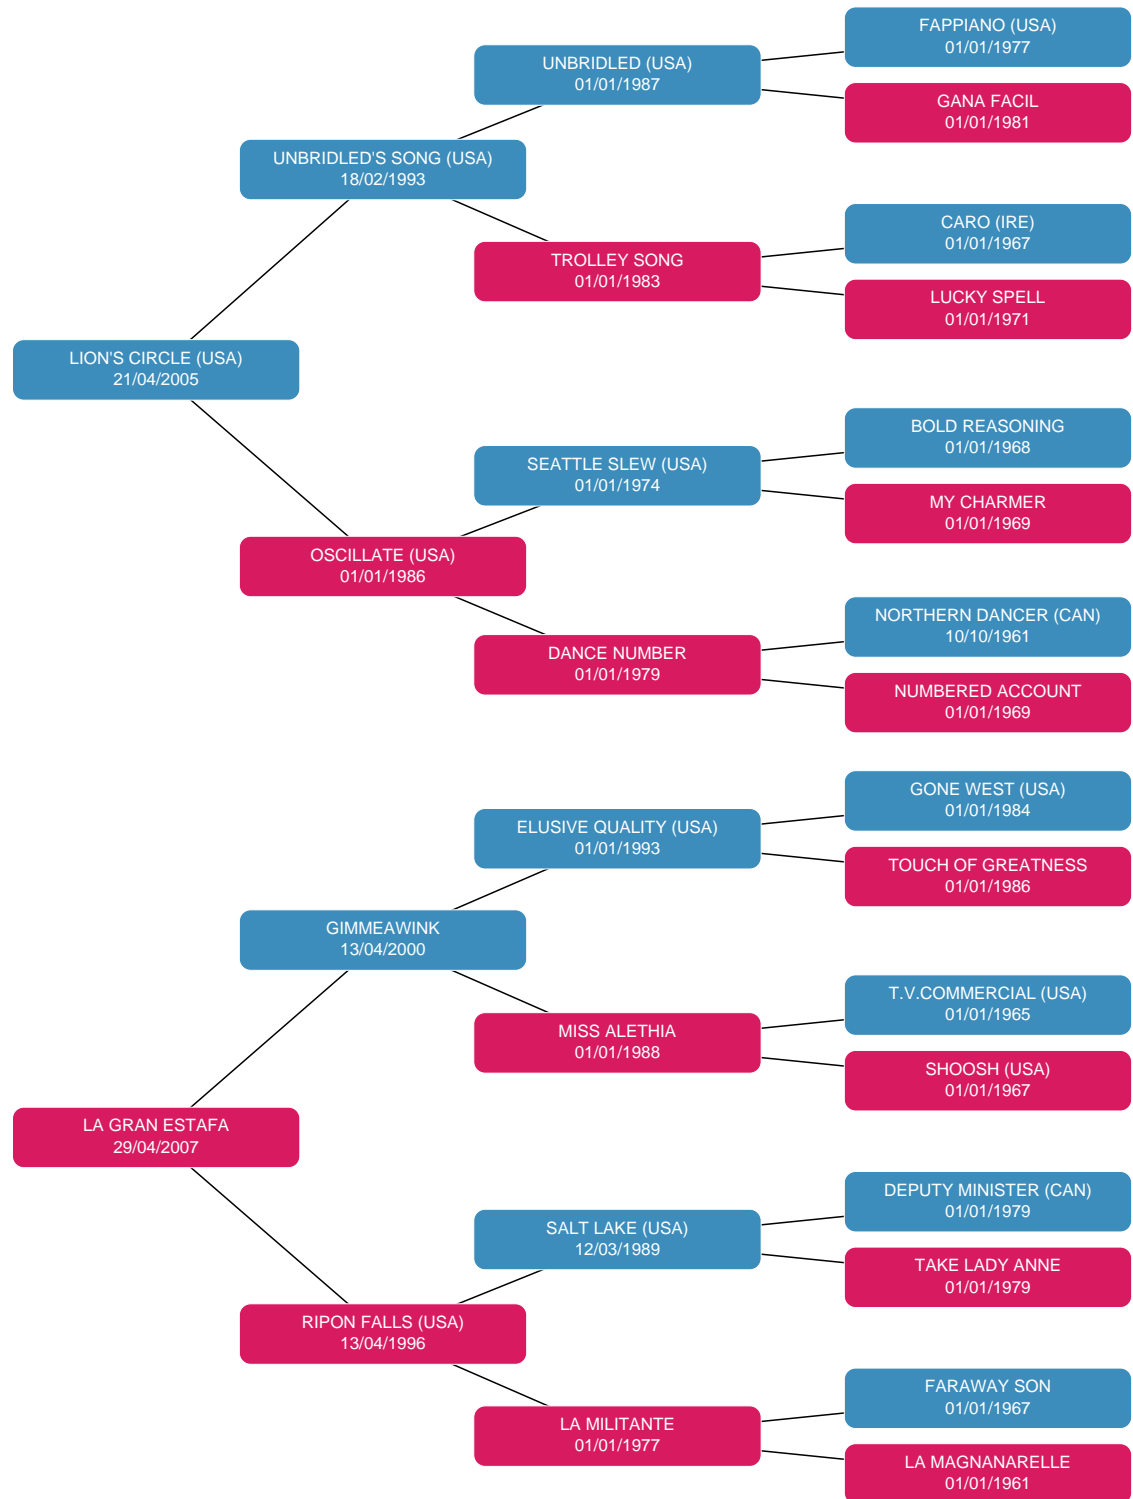 FAPPIANO (USA)
01/01/1977
UNBRIDLED (USA)
01/01/1987
GANA FACIL
01/01/1981
UNBRIDLED'S SONG (USA)
18/02/1993
CARO (IRE)
01/01/1967
TROLLEY SONG
01/01/1983
LUCKY SPELL
01/01/1971
LION'S CIRCLE (USA)
21/04/2005
BOLD REASONING
01/01/1968
SEATTLE SLEW (USA)
01/01/1974
MY CHARMER
01/01/1969
OSCILLATE (USA)
01/01/1986
NORTHERN DANCER (CAN)
10/10/1961
DANCE NUMBER
01/01/1979
NUMBERED ACCOUNT
01/01/1969
GONE WEST (USA)
01/01/1984
ELUSIVE QUALITY (USA)
01/01/1993
TOUCH OF GREATNESS
01/01/1986
GIMMEAWINK
13/04/2000
T.V.COMMERCIAL (USA)
01/01/1965
MISS ALETHIA
01/01/1988
SHOOSH (USA)
01/01/1967
LA GRAN ESTAFA
29/04/2007
DEPUTY MINISTER (CAN)
01/01/1979
SALT LAKE (USA)
12/03/1989
TAKE LADY ANNE
01/01/1979
RIPON FALLS (USA)
13/04/1996
FARAWAY SON
01/01/1967
LA MILITANTE
01/01/1977
LA MAGNANARELLE
01/01/1961